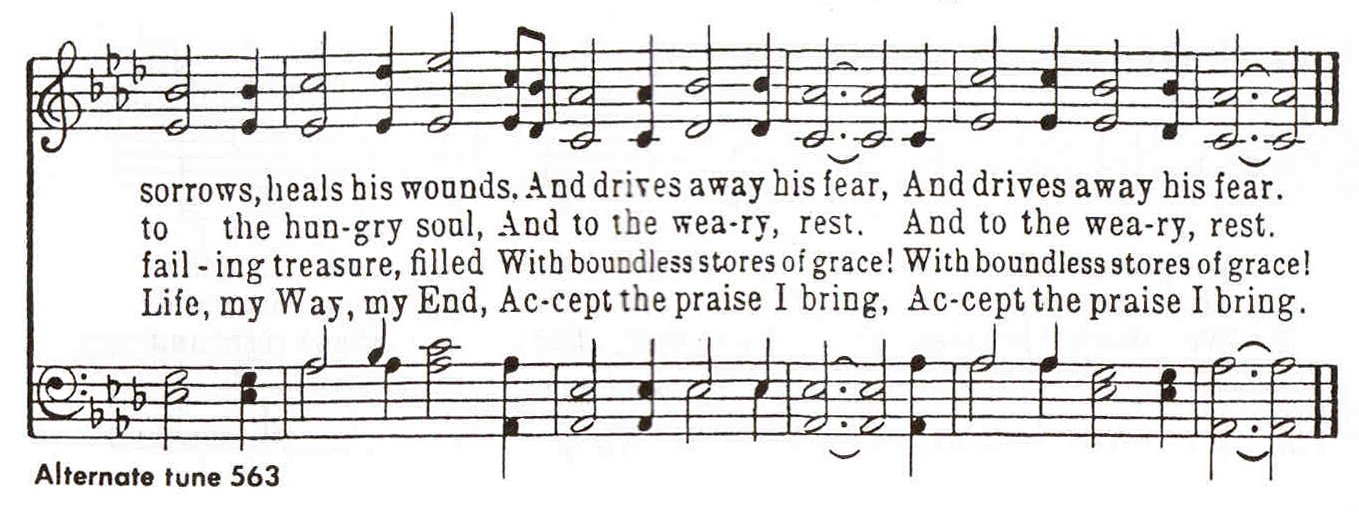 sorrows, heals his wounds, And drives away his fear, And drives away his fear.
to the hun-gry soul, And to the wea-ry, rest. And to the wea-ry, rest.
fail - ing treasure, filled With boundless stores of grace! With boundless stores of grace!
Life, my Way, my End, Ac-cept the praise I bring, Ac-cept the praise I bring.
Alternate tune 563